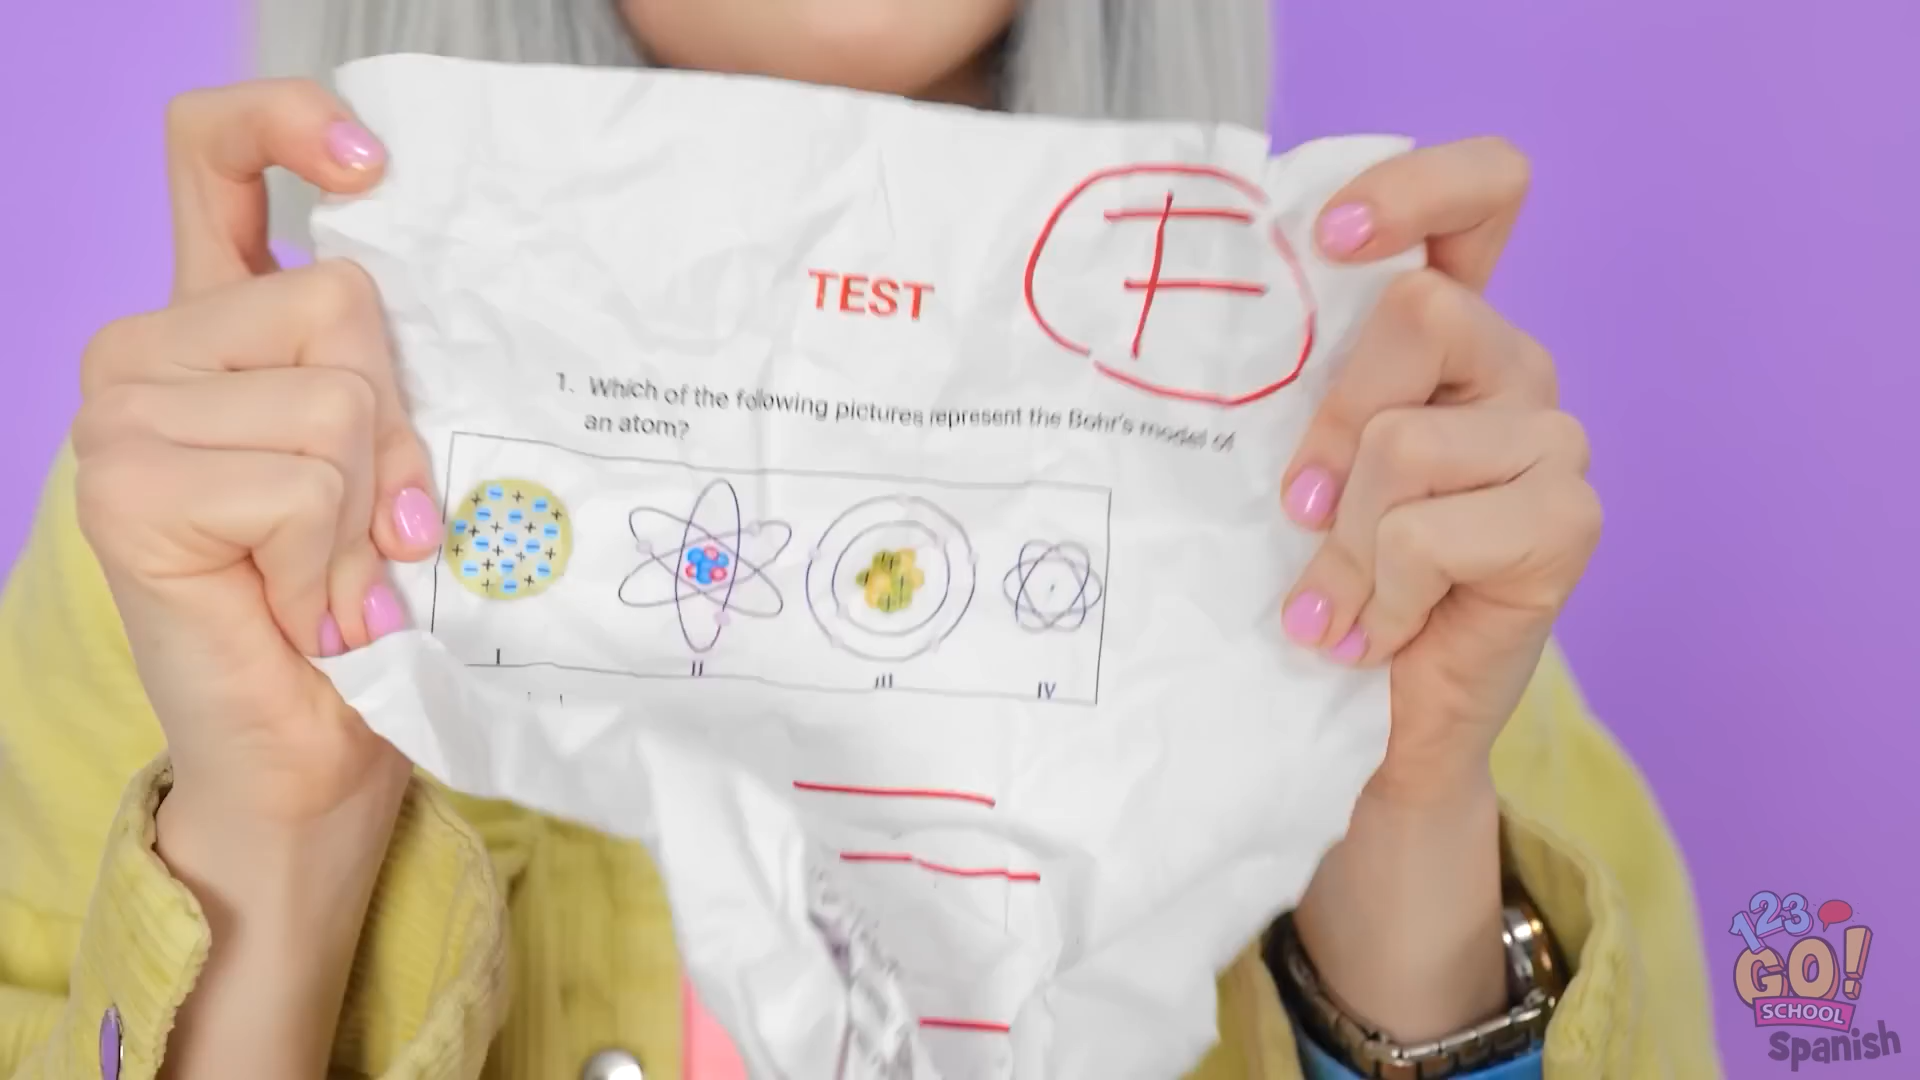 F
TEST
1. Which of the following pictures represent the Bohr's model of
an atom?
I II III IV
123
GO!
SCHOOL
Spanish